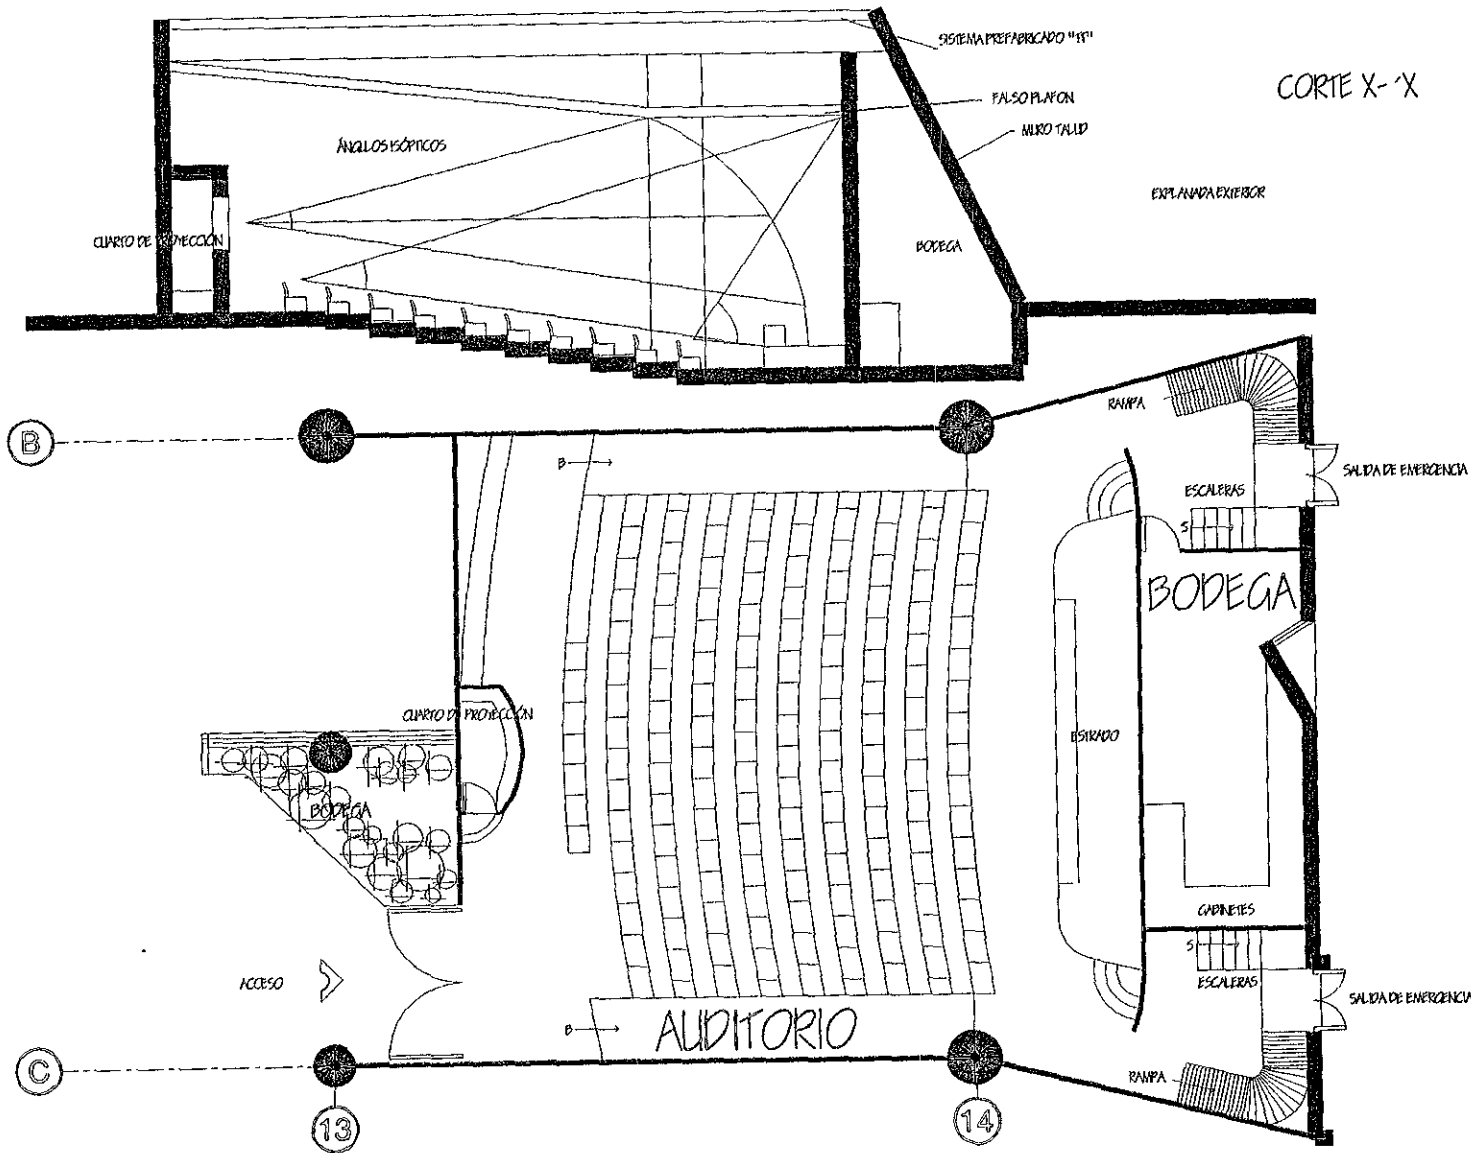 SISTEMA PREFABRICADO "TT"
CORTE X-´X
FALSO PLAFON
MURO TALUD
ÁNGULOS ISÓPTICOS
EXPLANADA EXTERIOR
CUARTO DE PROYECCIÓN
BODEGA
RAMPA
B
B
SALIDA DE EMERGENCIA
ESCALERAS
S
BODEGA
CUARTO DE PROYECCIÓN
ESTRADO
BODEGA
GABINETES
S
ACCESO
ESCALERAS
SALIDA DE EMERGENCIA
B
AUDITORIO
C
RAMPA
13
14